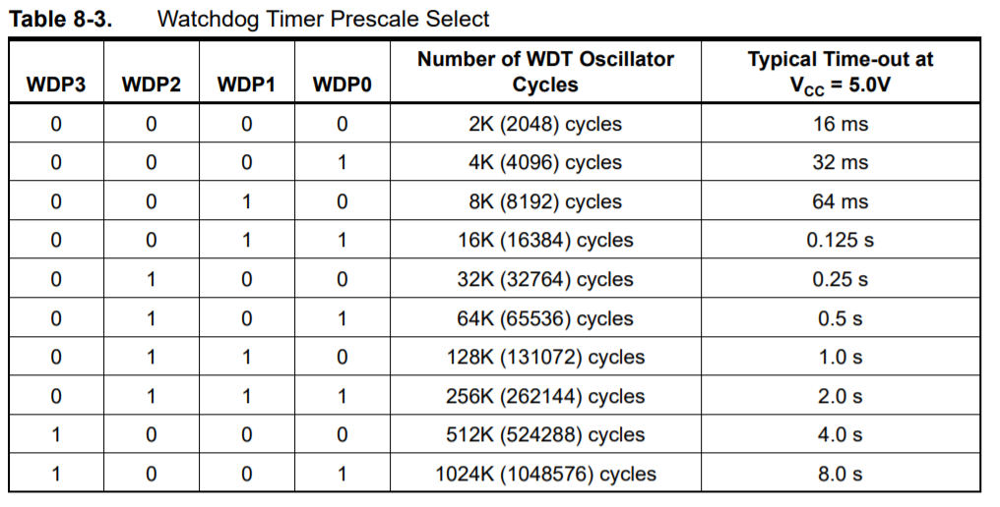 Table 8-3. Watchdog Timer Prescale Select
WDP3 WDP2 WDP1 WDP0 Number of WDT Oscillator Cycles Typical Time-out at VCC = 5.0V
0 0 0 0 2K (2048) cycles 16 ms
0 0 0 1 4K (4096) cycles 32 ms
0 0 1 0 8K (8192) cycles 64 ms
0 0 1 1 16K (16384) cycles 0.125 s
0 1 0 0 32K (32764) cycles 0.25 s
0 1 0 1 64K (65536) cycles 0.5 s
0 1 1 0 128K (131072) cycles 1.0 s
0 1 1 1 256K (262144) cycles 2.0 s
1 0 0 0 512K (524288) cycles 4.0 s
1 0 0 1 1024K (1048576) cycles 8.0 s